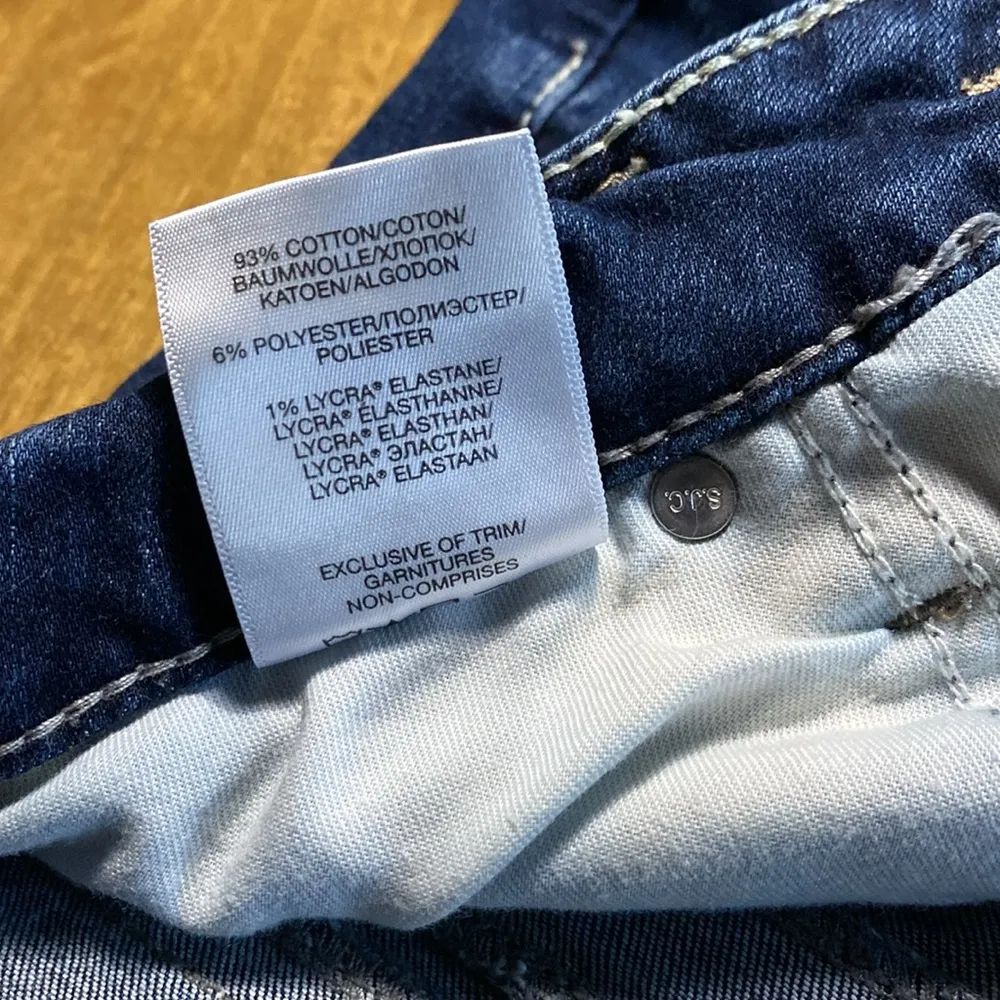 93% COTTON/COTON/
BAUMWOLLE/ХЛОПОК/
KATOEN/ALGODON
6% POLYESTER/ПОЛИЭСТЕР/
POLIESTER
1% LYCRA® ELASTANE/
LYCRA® ELASTHANNE/
LYCRA® ELASTHAN/
LYCRA® ЭЛАСТАН/
LYCRA® ELASTAAN
EXCLUSIVE OF TRIM/
GARNITURES
NON-COMPRISES
S.J.C.